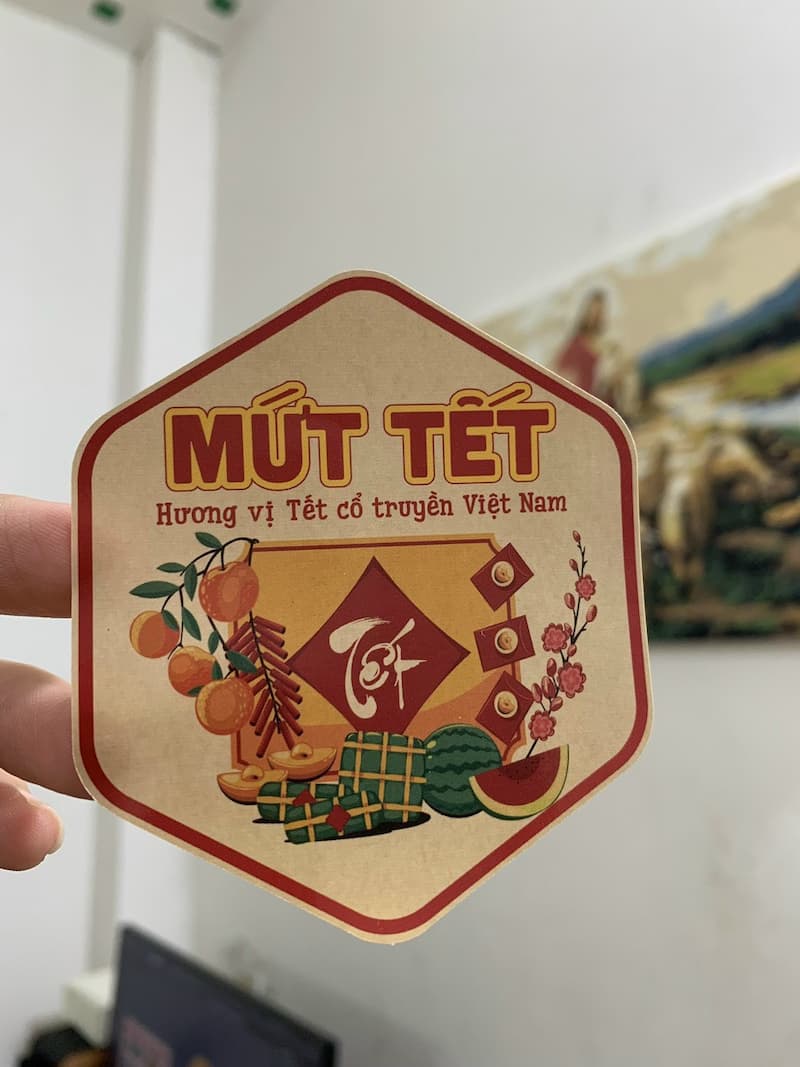 MỨT TẾT
Hương vị Tết cổ truyền Việt Nam
Tết